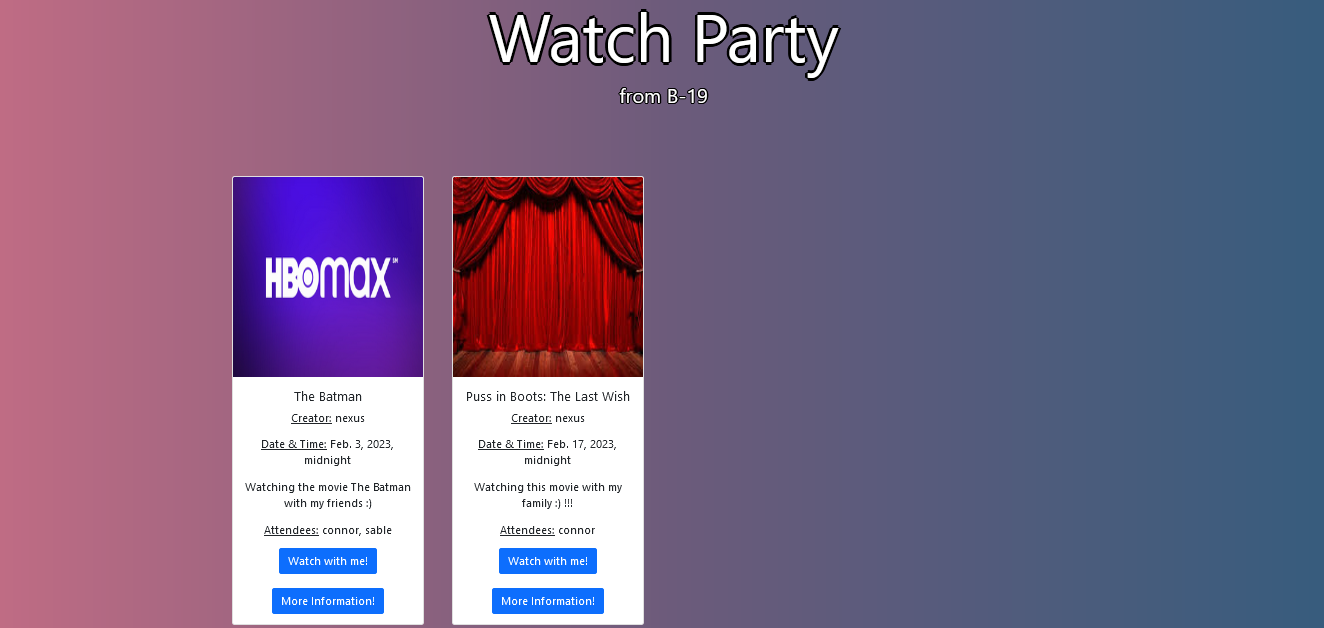 Watch Party
from B-19
HBOMAX SM
The Batman
Creator: nexus
Date & Time: Feb. 3, 2023,
midnight
Watching the movie The Batman
with my friends :)
Attendees: connor, sable
Watch with me!
More Information!
Puss in Boots: The Last Wish
Creator: nexus
Date & Time: Feb. 17, 2023,
midnight
Watching this movie with my
family :) !!!
Attendees: connor
Watch with me!
More Information!